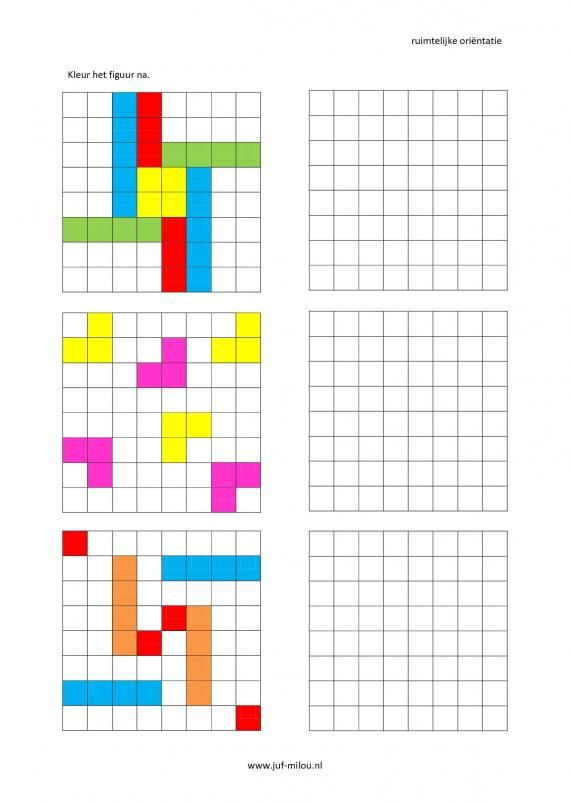 ruimtelijke oriëntatie
Kleur het figuur na.
www.juf-milou.nl